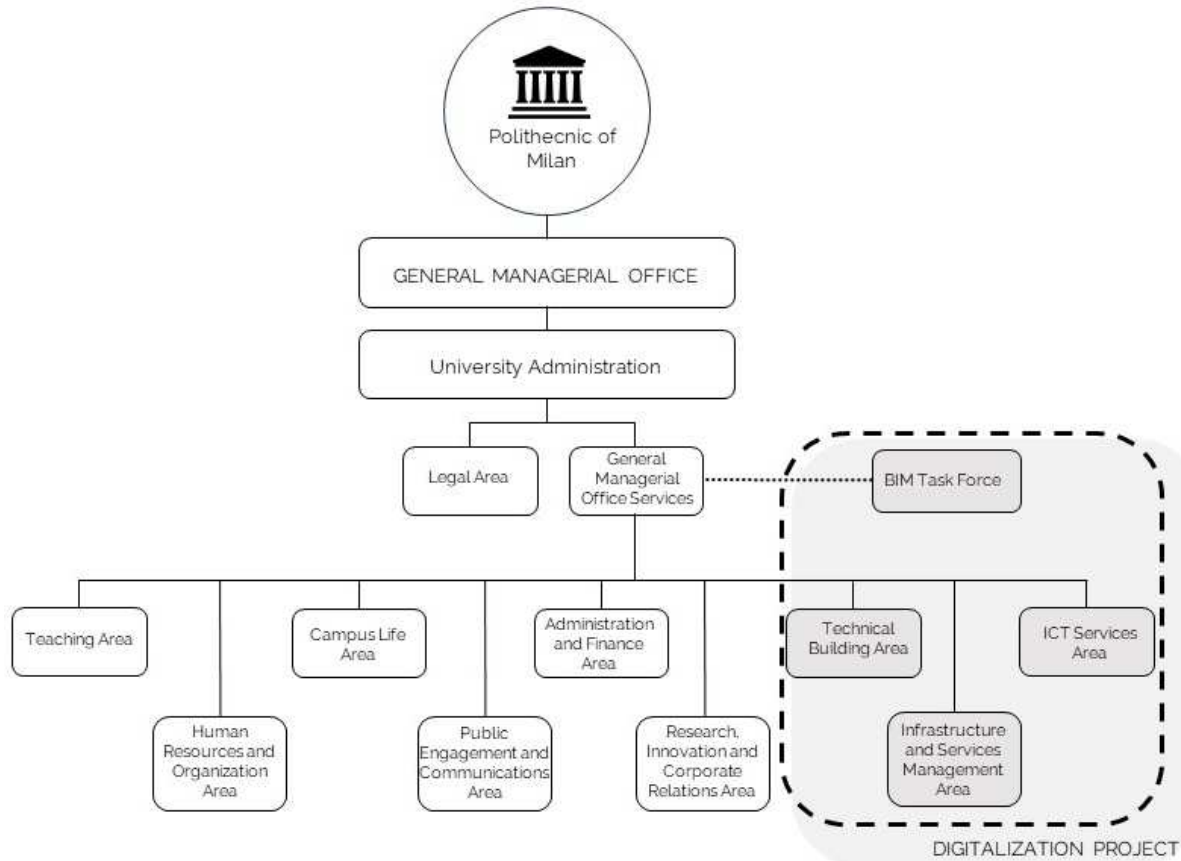 Polithecnic of
Milan
GENERAL MANAGERIAL OFFICE
University Administration
Legal Area
General
Managerial
Office Services
BIM Task Force
Teaching Area
Campus Life
Area
Administration
and Finance
Area
Technical
Building Area
ICT Services
Area
Human
Resources and
Organization
Area
Public
Engagement and
Communications
Area
Research,
Innovation and
Corporate
Relations Area
Infrastructure
and Services
Management
Area
DIGITALIZATION PROJECT